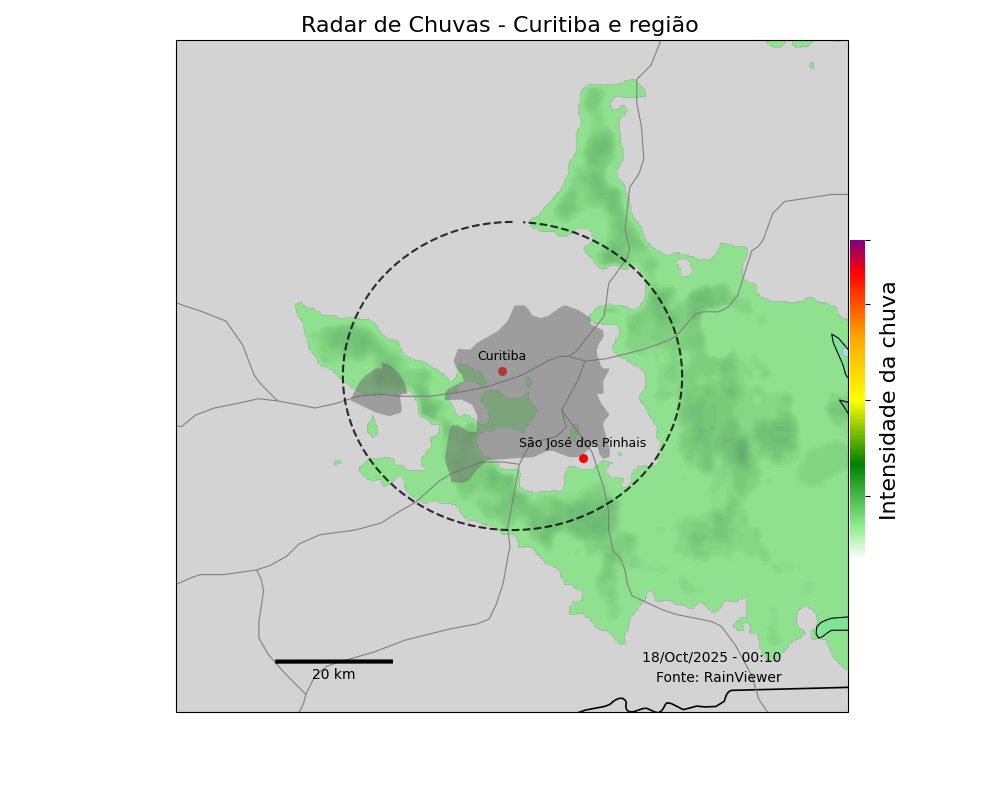 Radar de Chuvas - Curitiba e região
Curitiba
São José dos Pinhais
Intensidade da chuva
18/Oct/2025 - 00:10
Fonte: RainViewer
20 km